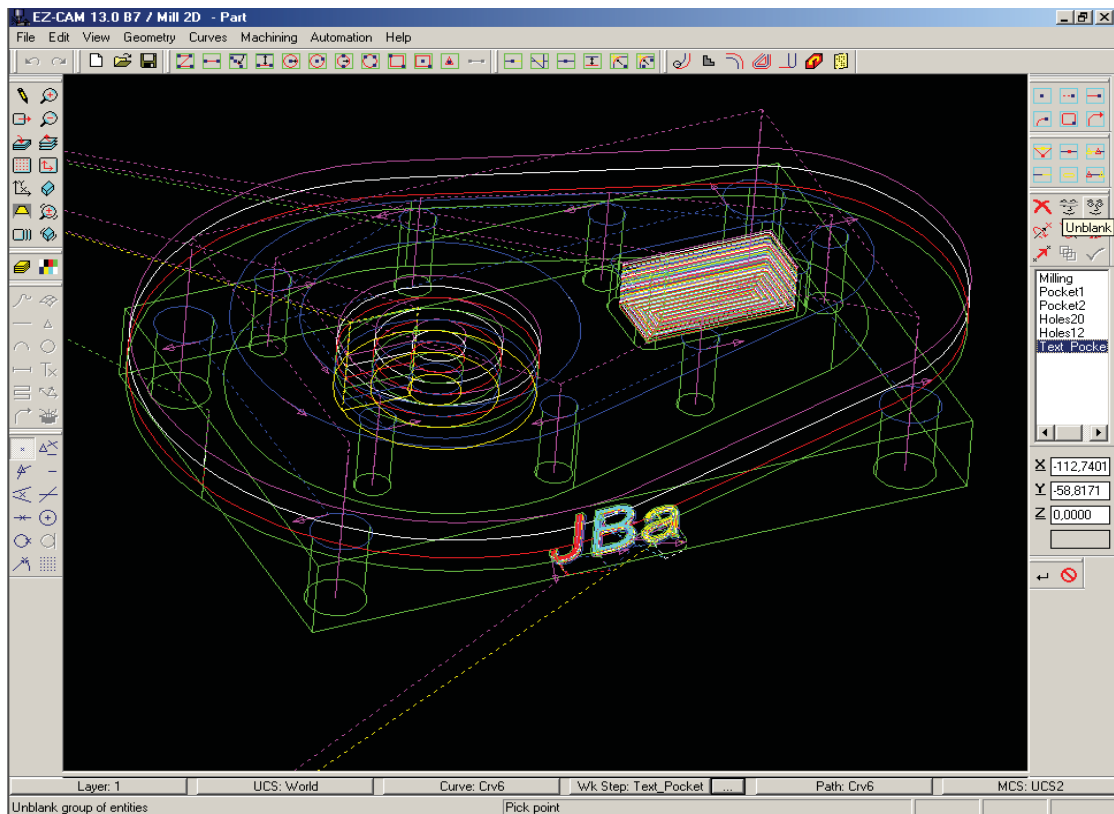 EZ-CAM 13.0 B7 / Mill 2D - Part
File Edit View Geometry Curves Machining Automation Help
Unblank
Milling
Pocket1
Pocket2
Holes20
Holes12
Text_Pocke
X -112,7401
Y -58,8171
Z 0,0000
JBa
Layer: 1 UCS: World Curve: Crv6 Wk Step: Text_Pocket ... Path: Crv6 MCS: UCS2
Unblank group of entities Pick point